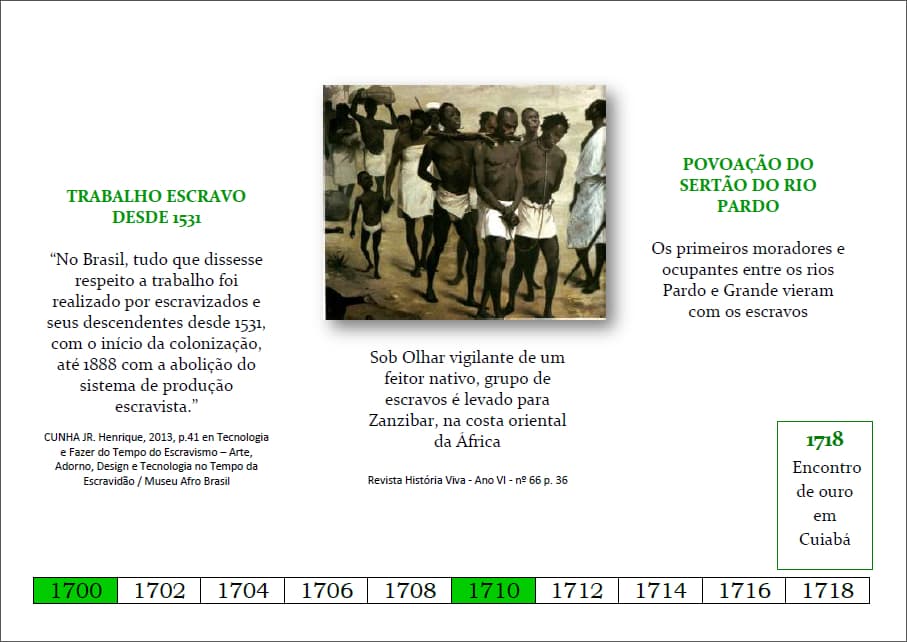 TRABALHO ESCRAVO
DESDE 1531
“No Brasil, tudo que dissesse
respeito a trabalho foi
realizado por escravizados e
seus descendentes desde 1531,
com o início da colonização,
até 1888 com a abolição do
sistema de produção
escravista.”
CUNHA JR. Henrique, 2013, p.41 en Tecnologia
e Fazer do Tempo do Escravismo – Arte,
Adorno, Design e Tecnologia no Tempo da
Escravidão / Museu Afro Brasil
Sob Olhar vigilante de um
feitor nativo, grupo de
escravos é levado para
Zanzibar, na costa oriental
da África
Revista História Viva - Ano VI - nº 66 p. 36
POVOAÇÃO DO
SERTÃO DO RIO
PARDO
Os primeiros moradores e
ocupantes entre os rios
Pardo e Grande vieram
com os escravos
1718
Encontro
de ouro
em
Cuiabá
1700 1702 1704 1706 1708 1710 1712 1714 1716 1718